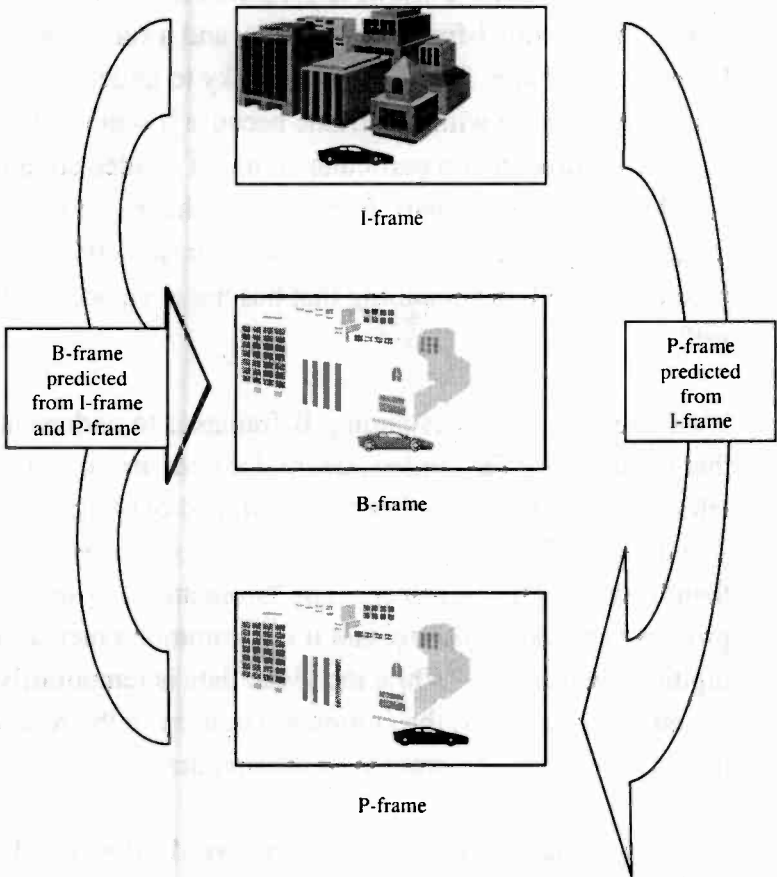 I-frame
B-frame
predicted
from I-frame
and P-frame
P-frame
predicted
from
I-frame
B-frame
P-frame